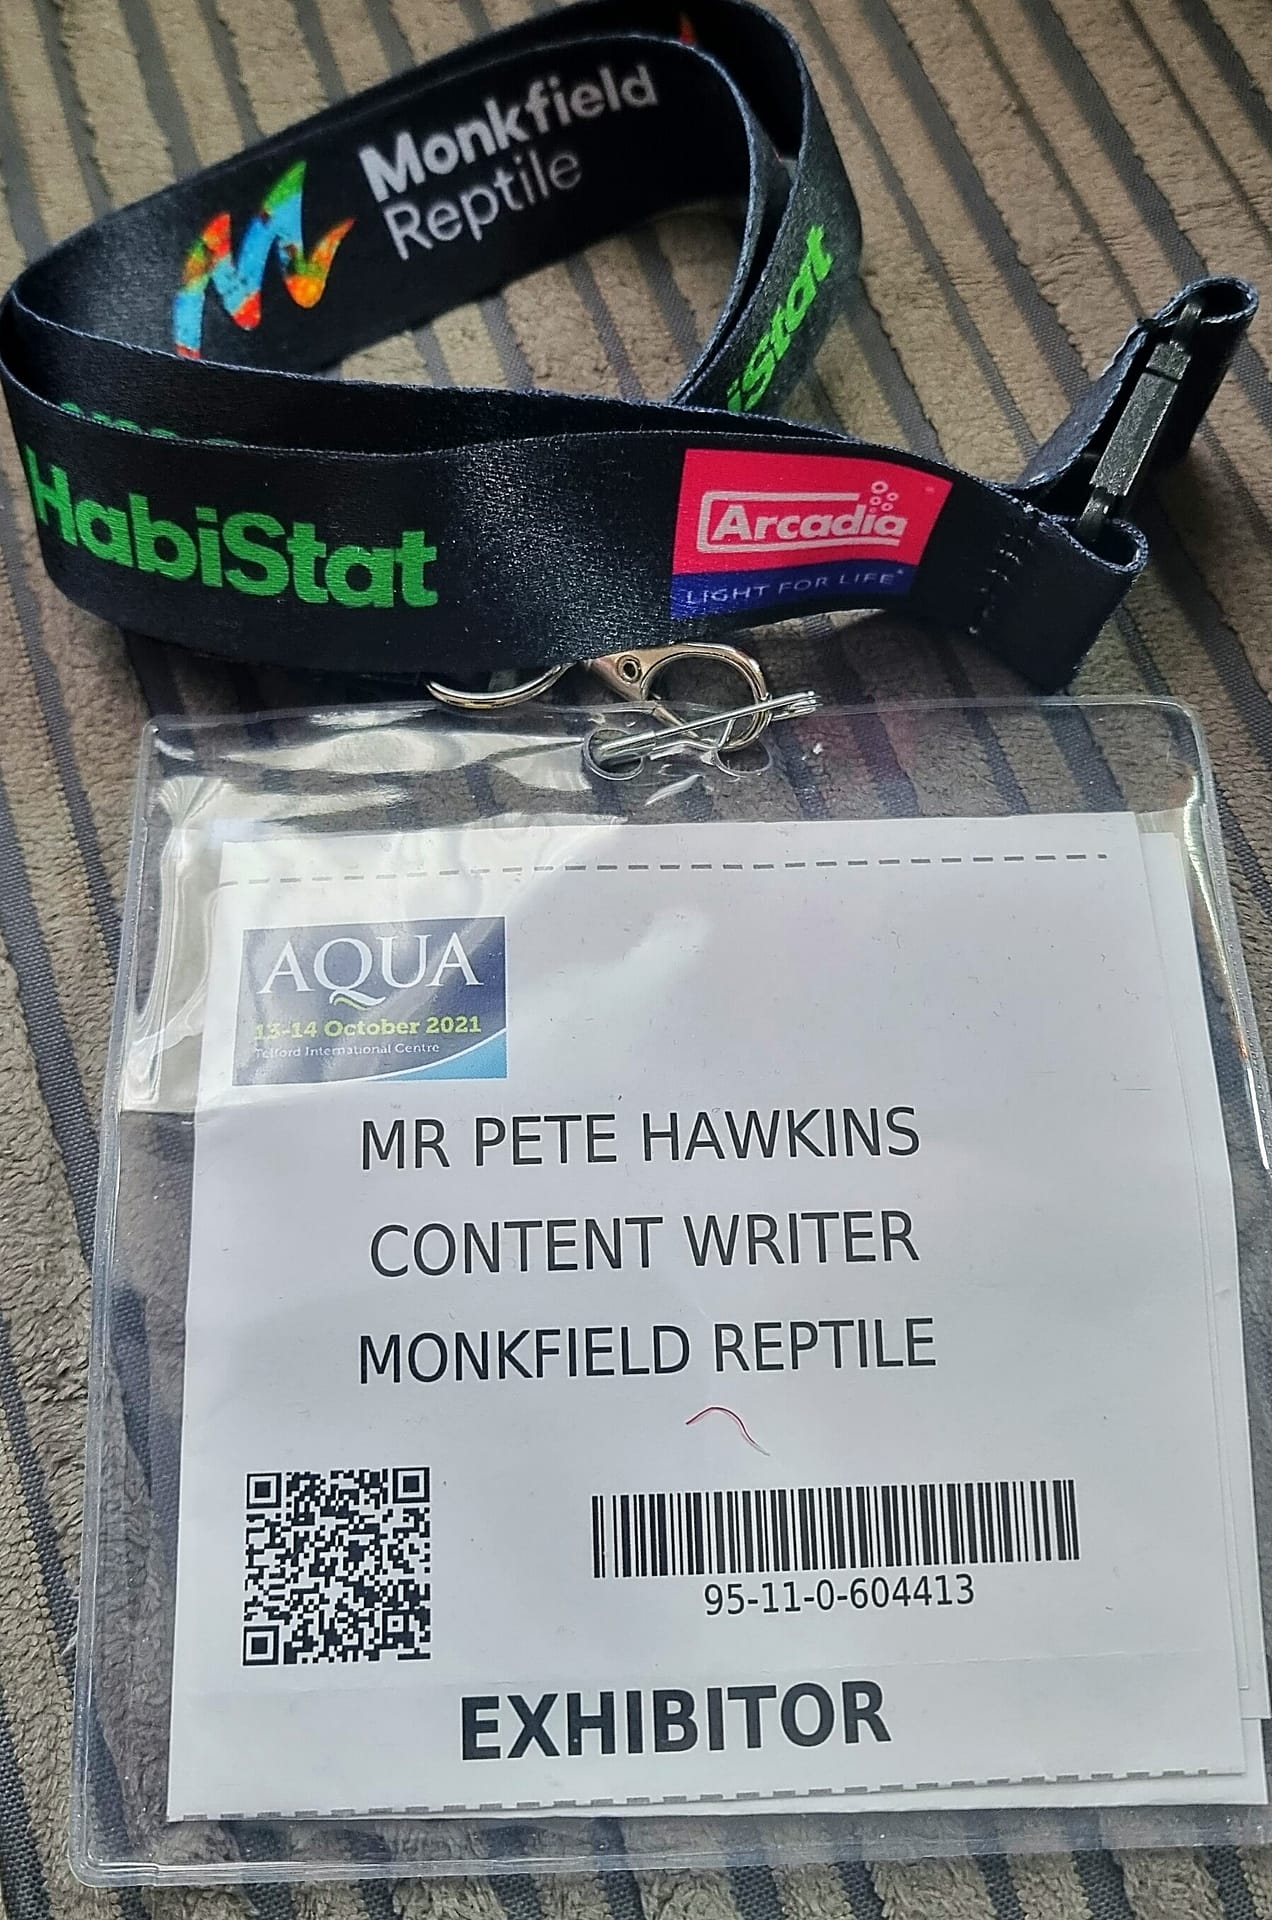 Monkfield
Reptile
iStat
HabiStat
Arcadia
LIGHT FOR LIFE®
AQUA
13-14 October 2021
Telford International Centre
MR PETE HAWKINS
CONTENT WRITER
MONKFIELD REPTILE
95-11-0-604413
EXHIBITOR